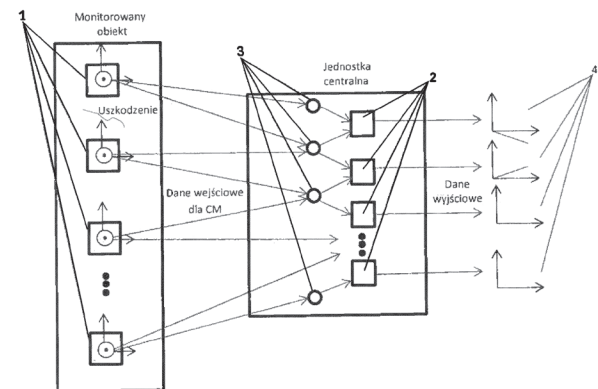 1
Monitorowany
obiekt
3
Jednostka
centralna
2
4
Uszkodzenie
Dane wejściowe
dla CM
Dane
wyjściowe